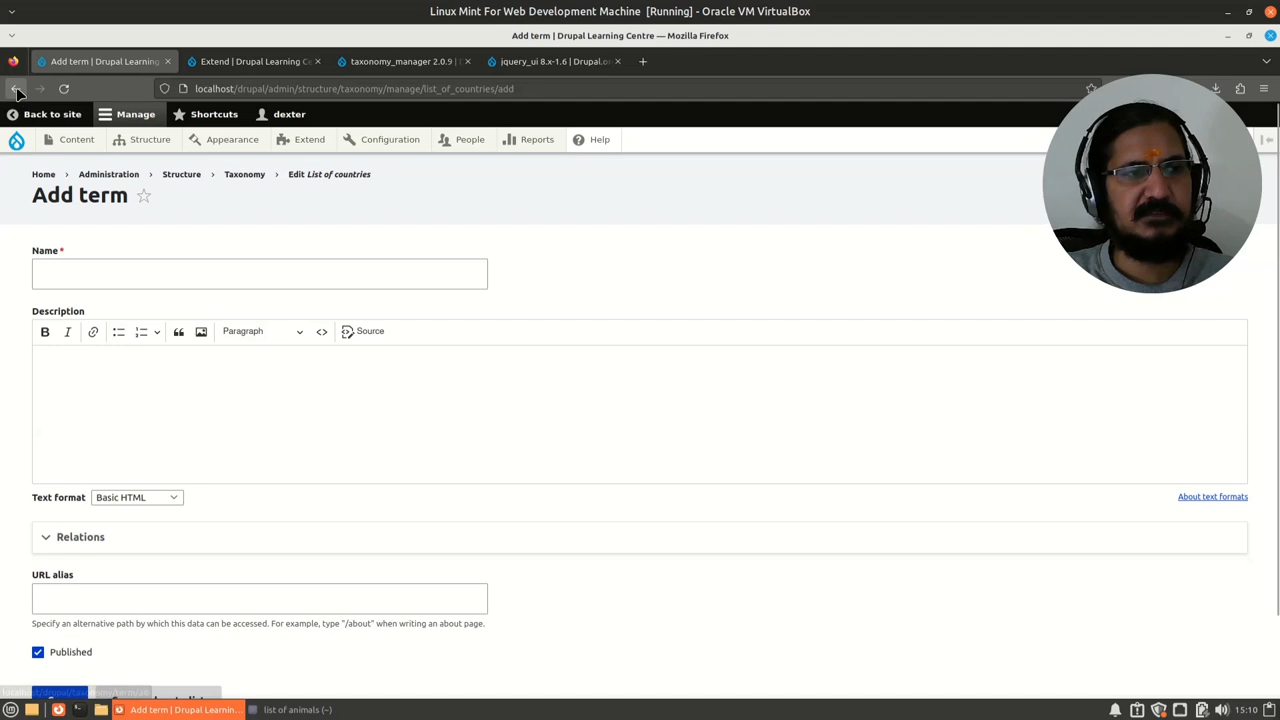 Linux Mint For Web Development Machine [Running] - Oracle VM VirtualBox
Add term | Drupal Learning Centre — Mozilla Firefox
Add term | Drupal Learning
Extend | Drupal Learning Ce
taxonomy_manager 2.0.9 |
jquery_ui 8.x-1.6 | Drupal.or
localhost/drupal/admin/structure/taxonomy/manage/list_of_countries/add
Back to site
Manage
Shortcuts
dexter
Content
Structure
Appearance
Extend
Configuration
People
Reports
Help
Home > Administration > Structure > Taxonomy > Edit List of countries
Add term
Name*
Description
B I
Paragraph
Source
Text format
Basic HTML
About text formats
Relations
URL alias
Specify an alternative path by which this data can be accessed. For example, type "/about" when writing an about page.
Published
Add term | Drupal Learnin...
list of animals (~)
15:10